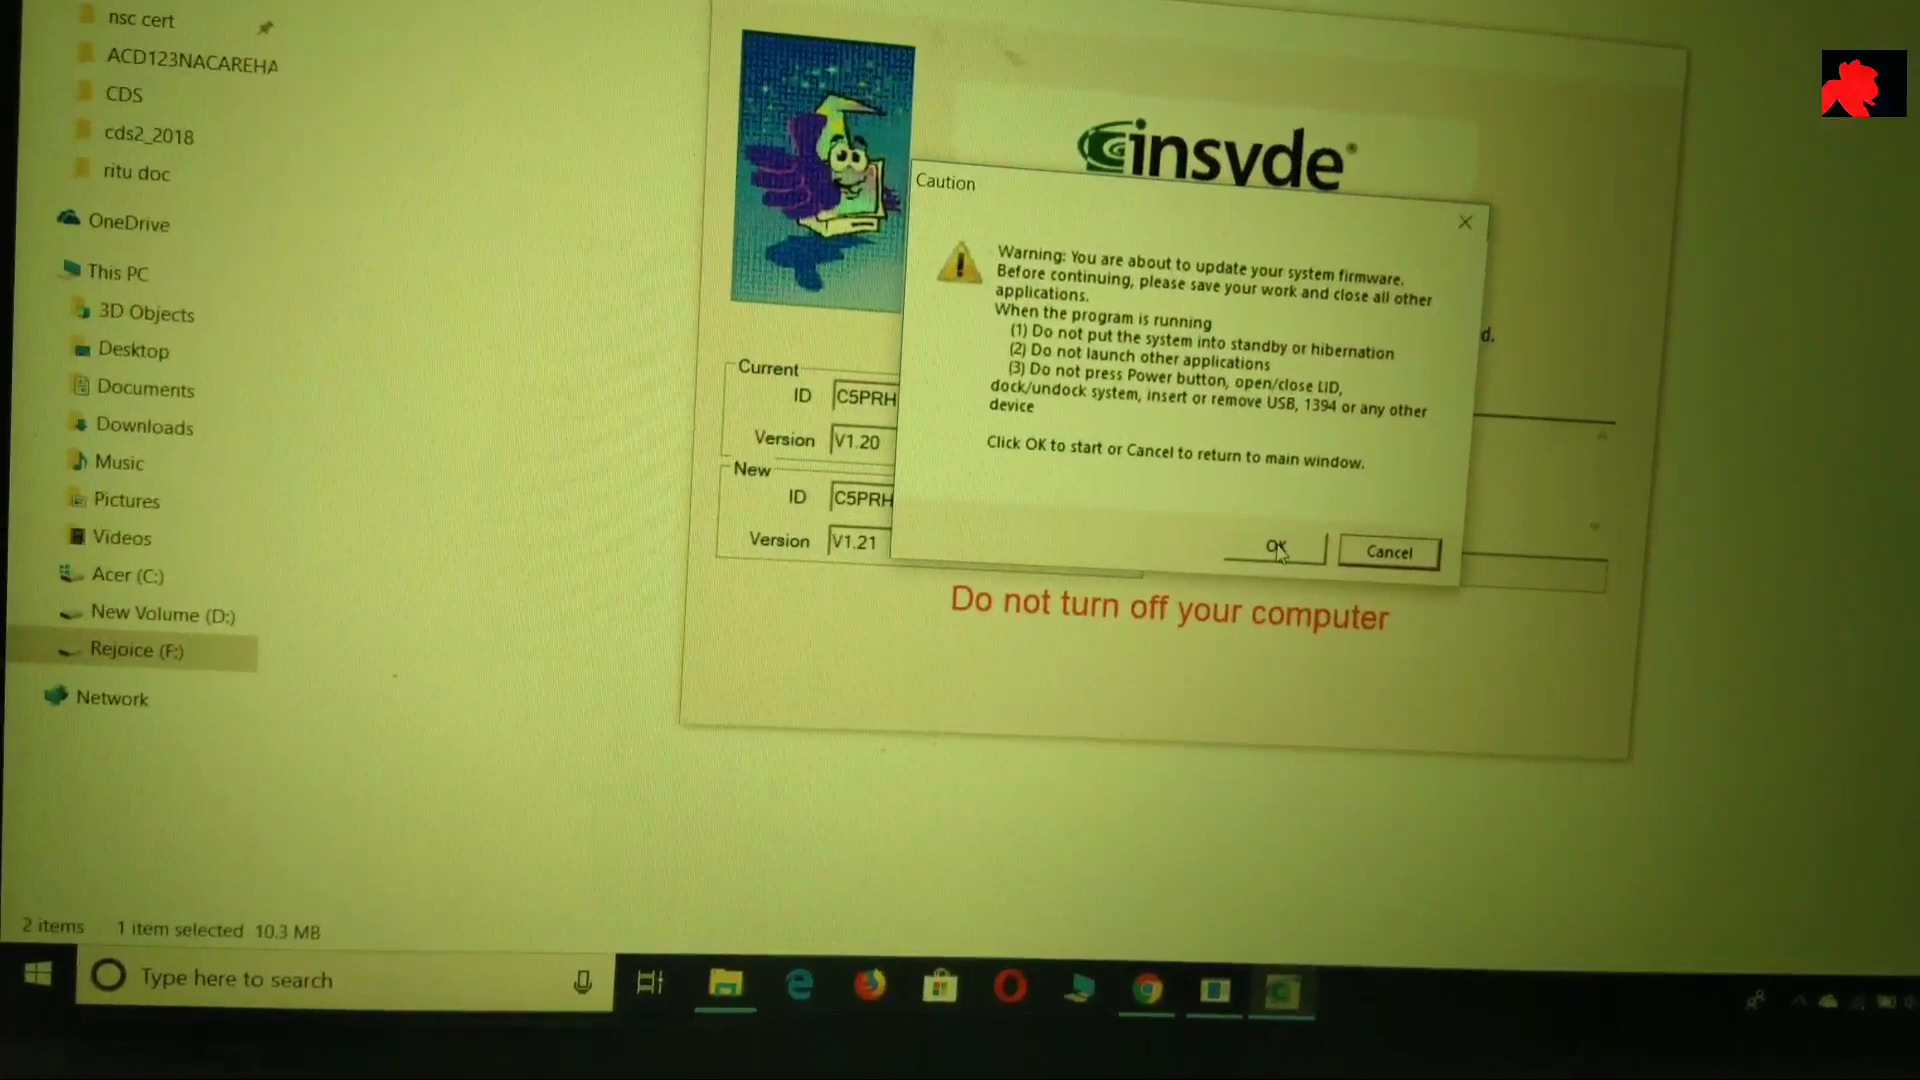 nsc cert
ACD123NACAREHA
CDS
cds2_2018
ritu doc
OneDrive
This PC
3D Objects
Desktop
Documents
Downloads
Music
Pictures
Videos
Acer (C:)
New Volume (D:)
Rejoice (F:)
Network
2 items 1 item selected 10.3 MB
insyde®
Caution
Warning: You are about to update your system firmware.
Before continuing, please save your work and close all other
applications.
When the program is running
(1) Do not put the system into standby or hibernation
(2) Do not launch other applications
(3) Do not press Power button, open/close LID,
dock/undock system, insert or remove USB, 1394 or any other
device
Click OK to start or Cancel to return to main window.
OK Cancel
d.
Current
ID C5PRH
Version V1.20
New
ID C5PRH
Version V1.21
Do not turn off your computer
Type here to search